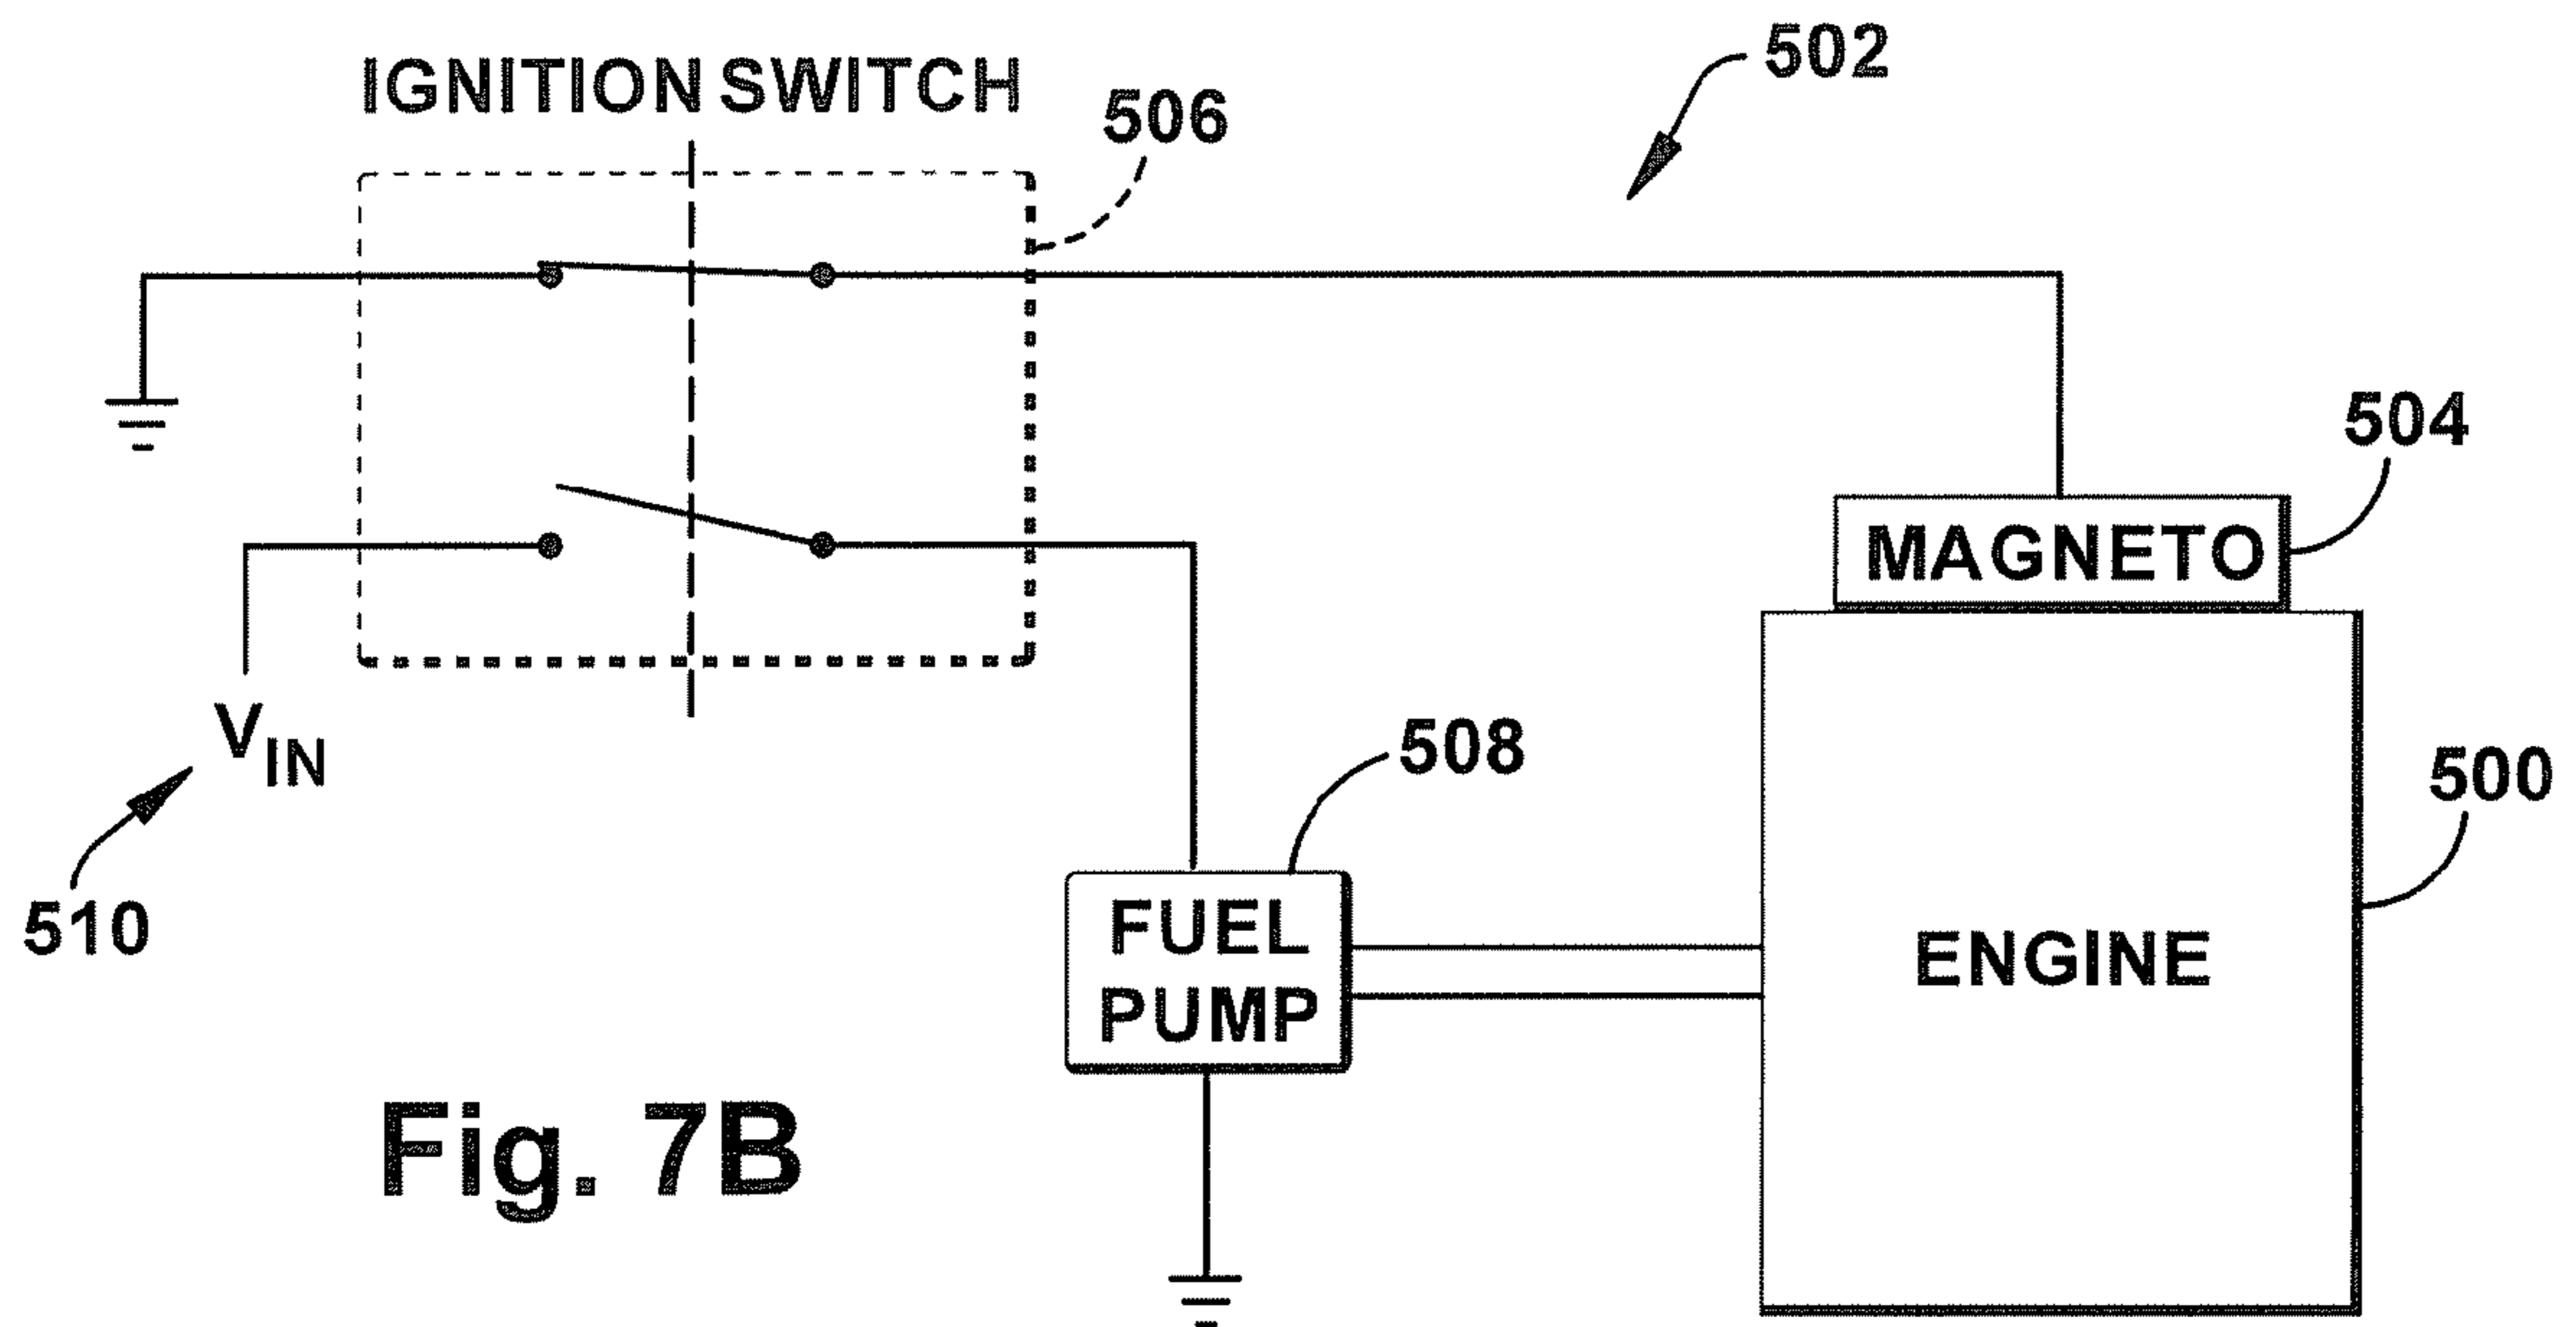 502
IGNITION SWITCH
506
504
MAGNETO
VIN
508
500
510
FUEL
PUMP
ENGINE
Fig. 7B